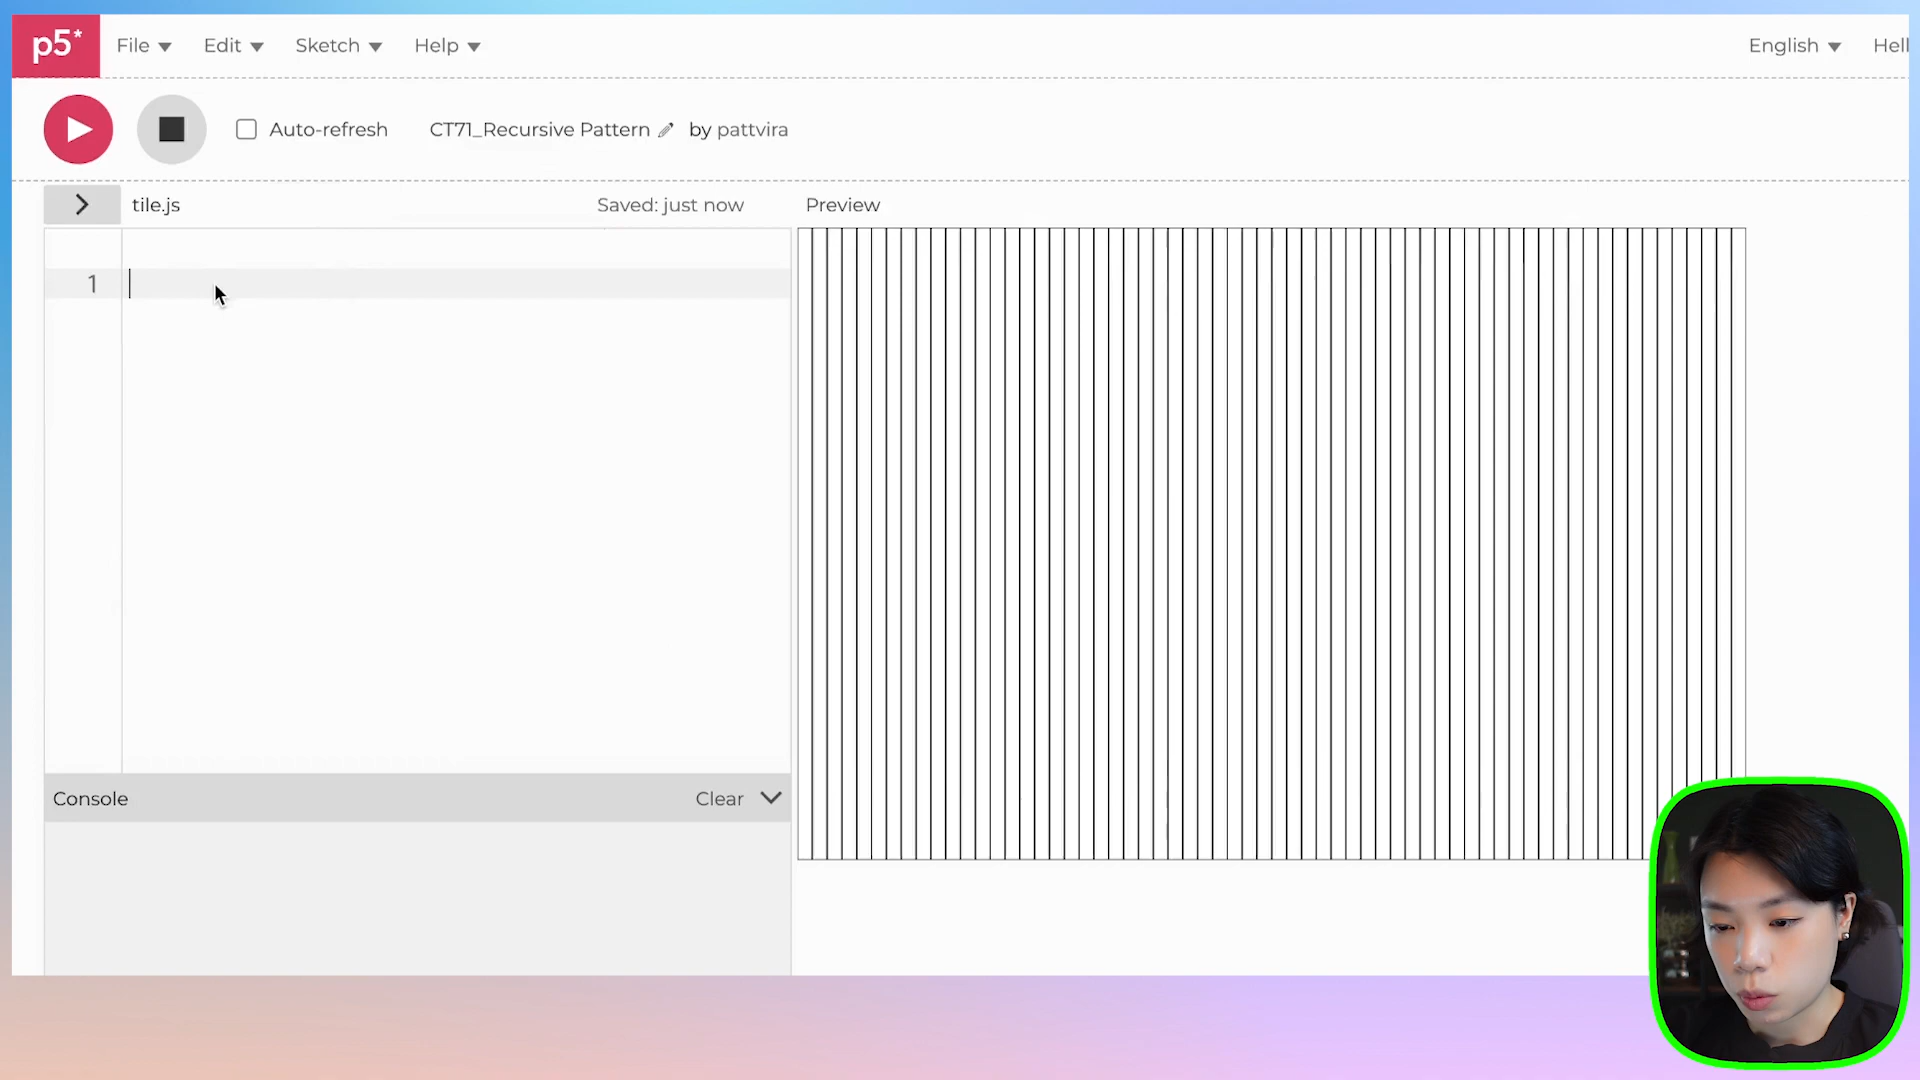 p5* File Edit Sketch Help English Hell
Auto-refresh CT71_Recursive Pattern by pattvira
tile.js Saved: just now Preview
1
Console Clear